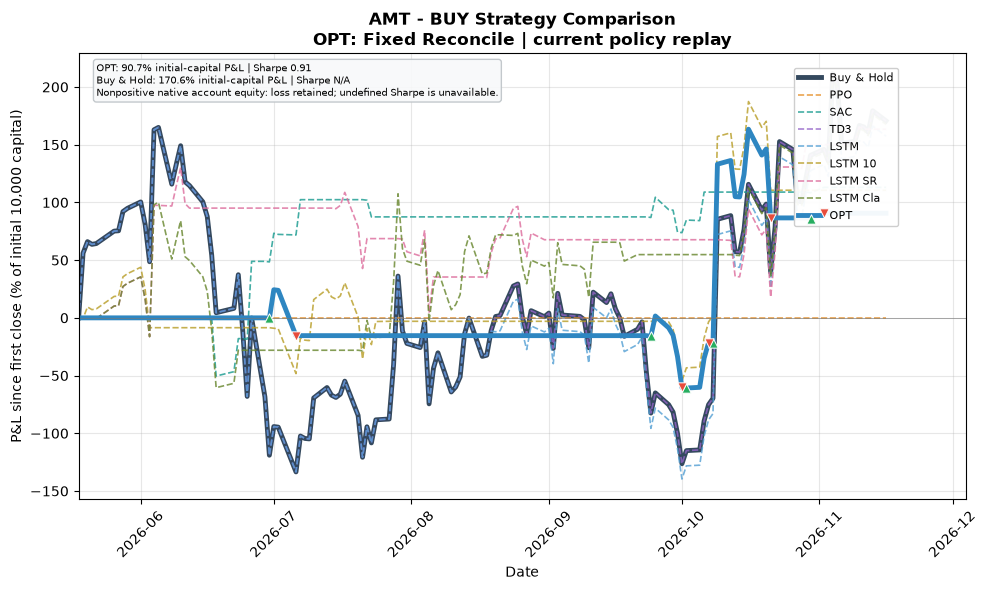 AMT - BUY Strategy Comparison
OPT: Fixed Reconcile | current policy replay
OPT: 90.7% initial-capital P&L | Sharpe 0.91
Buy & Hold: 170.6% initial-capital P&L | Sharpe N/A
Nonpositive native account equity: loss retained; undefined Sharpe is unavailable.
Buy & Hold
PPO
SAC
TD3
LSTM
LSTM 10
LSTM SR
LSTM Cla
OPT
P&L since first close (% of initial 10,000 capital)
200
150
100
50
0
−50
−100
−150
2026-06
2026-07
2026-08
2026-09
2026-10
2026-11
2026-12
Date